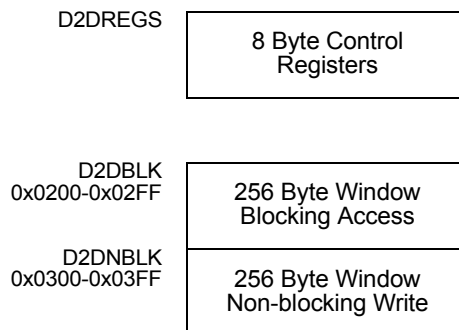 D2DREGS
8 Byte Control
Registers
D2DBLK
0x0200-0x02FF
256 Byte Window
Blocking Access
D2DNBLK
0x0300-0x03FF
256 Byte Window
Non-blocking Write